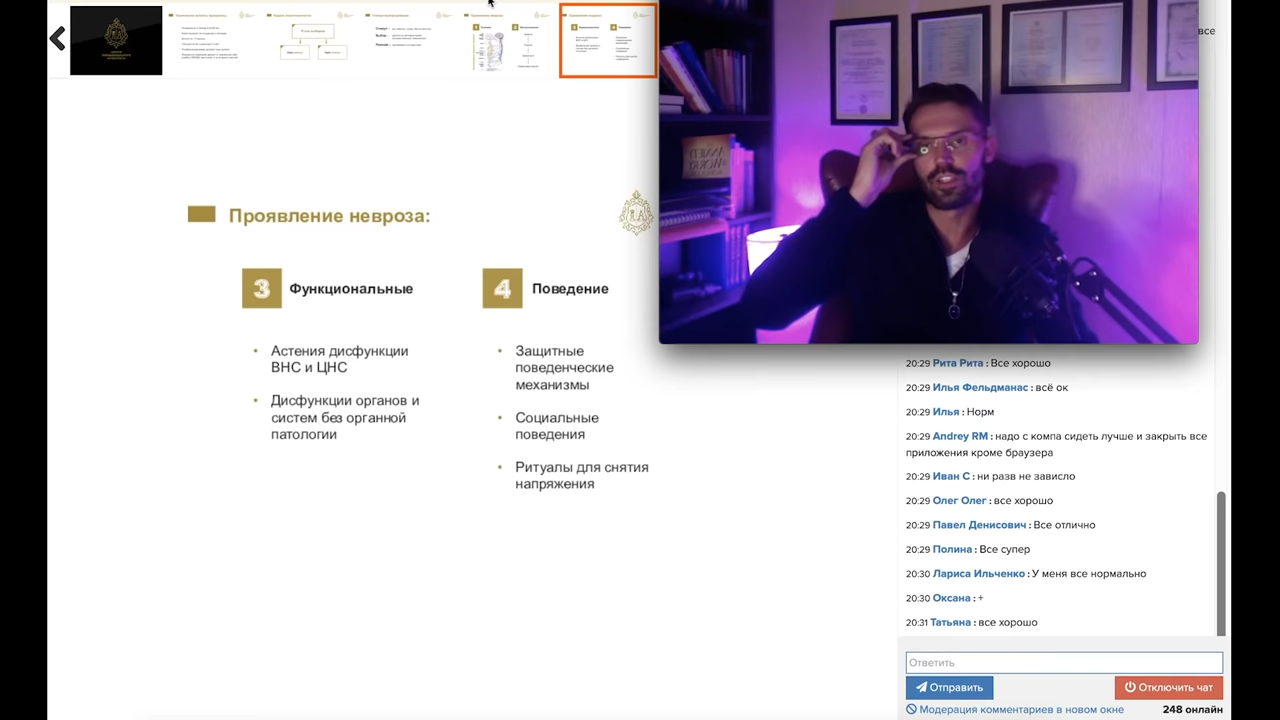 все
Проявление невроза:
3 Функциональные
Астения дисфункции
ВНС и ЦНС
Дисфункции органов и
систем без органной
патологии
4 Поведение
Защитные
поведенческие
механизмы
Социальные
поведения
Ритуалы для снятия
напряжения
20:29 Рита Рита : Все хорошо
20:29 Илья Фельдманас : всё ок
20:29 Илья : Норм
20:29 Andrey RM : надо с компа сидеть лучше и закрыть все
приложения кроме браузера
20:29 Иван С : ни разв не зависло
20:29 Олег Олег : все хорошо
20:29 Павел Денисович : Все отлично
20:29 Полина : Все супер
20:30 Лариса Ильченко : У меня все нормально
20:30 Оксана : +
20:31 Татьяна : все хорошо
Ответить
Отправить
Отключить чат
Модерация комментариев в новом окне
248 онлайн